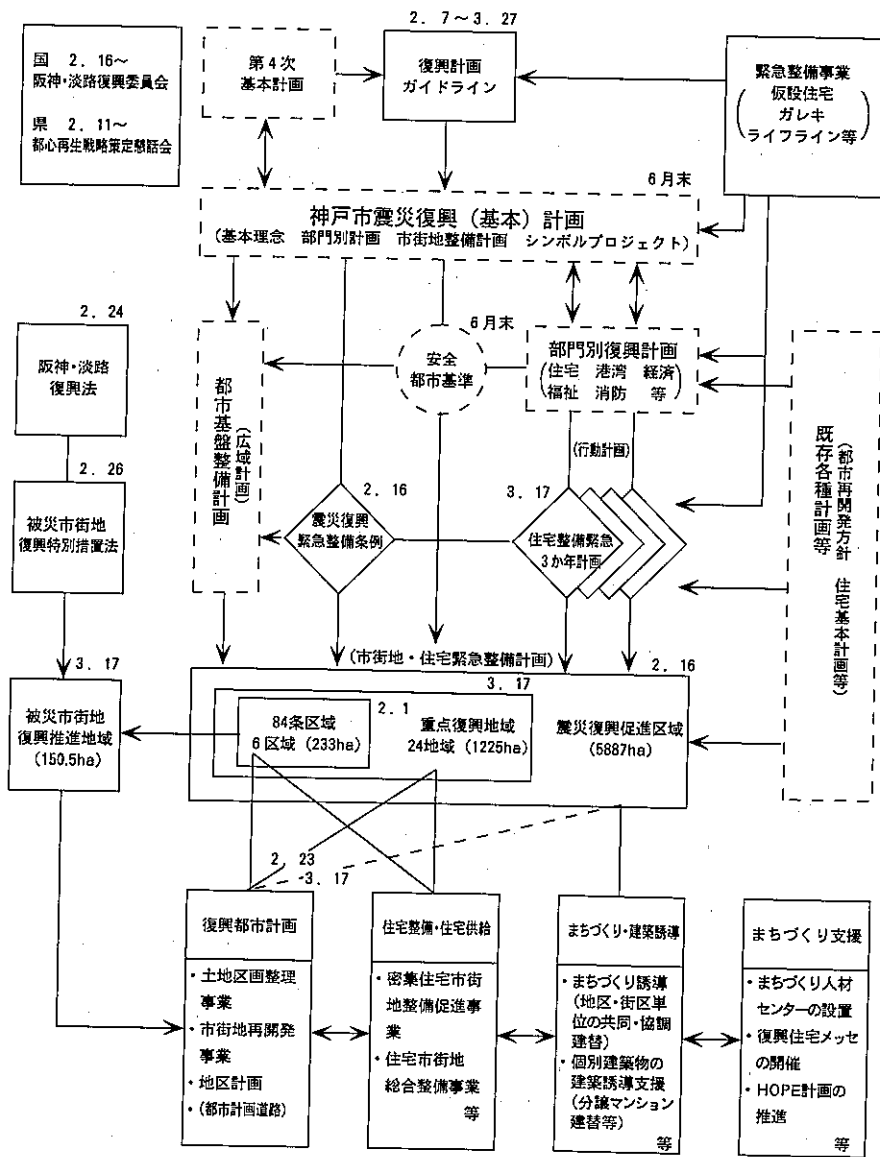 国 2.16～
阪神・淡路復興委員会
県 2.11～
都心再生戦略策定懇話会
第4次
基本計画
2.7～3.27
復興計画
ガイドライン
緊急整備事業
(仮設住宅
ガレキ
ライフライン等)
6月末
神戸市震災復興(基本)計画
(基本理念 部門別計画 市街地整備計画 シンボルプロジェクト)
2.24
阪神・淡路
復興法
2.26
被災市街地
復興特別措置法
3.17
被災市街地
復興推進地域
(150.5ha)
都市基盤整備計画
(広域計画)
6月末
安全
都市基準
部門別復興計画
(住宅 港湾 経済
福祉 消防 等)
(行動計画)
2.16
震災復興
緊急整備条例
3.17
住宅整備緊急
3か年計画
既存各種計画等
(都市再開発方針 住宅基本計画等)
(市街地・住宅緊急整備計画)
2.16
3.17
2.1
84条区域
6区域(233ha)
重点復興地域
24地域(1225ha)
震災復興促進区域
(5887ha)
2.23
3.17
復興都市計画
・土地区画整理
事業
・市街地再開発
事業
・地区計画
・(都市計画道路)
住宅整備・住宅供給
・密集住宅市街
地整備促進事
業
・住宅市街地
総合整備事業
等
まちづくり・建築誘導
・まちづくり誘導
(地区・街区単
位の共同・協調
建替)
・個別建築物の
建築誘導支援
(分譲マンション
建替等)
等
まちづくり支援
・まちづくり人材
センターの設置
・復興住宅メッセ
の開催
・HOPE計画の
推進
等